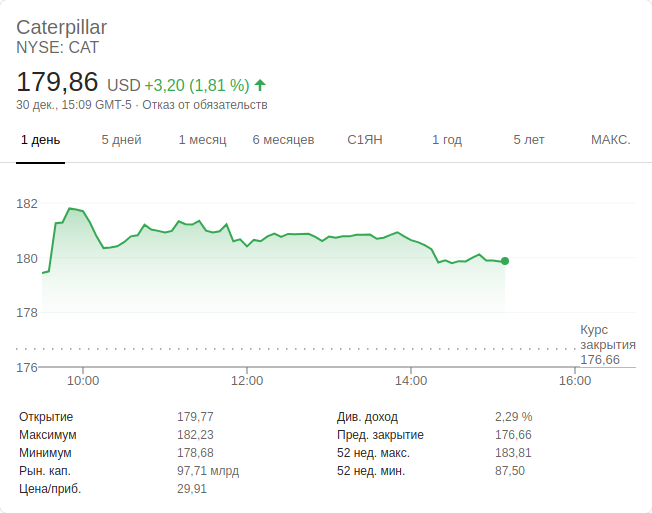 Caterpillar
NYSE: CAT
179,86 USD +3,20 (1,81 %)
30 дек., 15:09 GMT-5 · Отказ от обязательств
1 день 5 дней 1 месяц 6 месяцев С1ЯН 1 год 5 лет МАКС.
182
180
178
Курс
закрытия
176,66
176
10:00 12:00 14:00 16:00
Открытие 179,77 Див. доход 2,29 %
Максимум 182,23 Пред. закрытие 176,66
Минимум 178,68 52 нед. макс. 183,81
Рын. кап. 97,71 млрд 52 нед. мин. 87,50
Цена/приб. 29,91